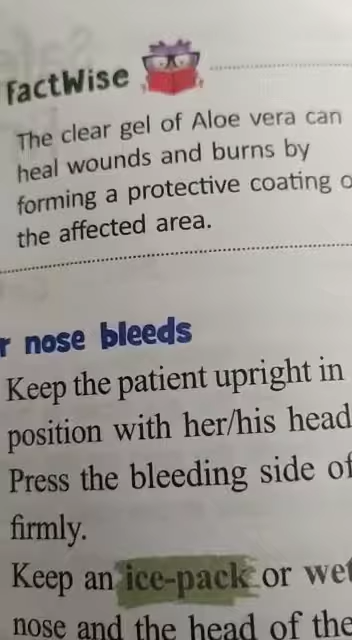 FactWise
The clear gel of Aloe vera can
heal wounds and burns by
forming a protective coating o
the affected area.
r nose bleeds
Keep the patient upright in
position with her/his head
Press the bleeding side of
firmly.
Keep an ice-pack or wet
nose and the head of the